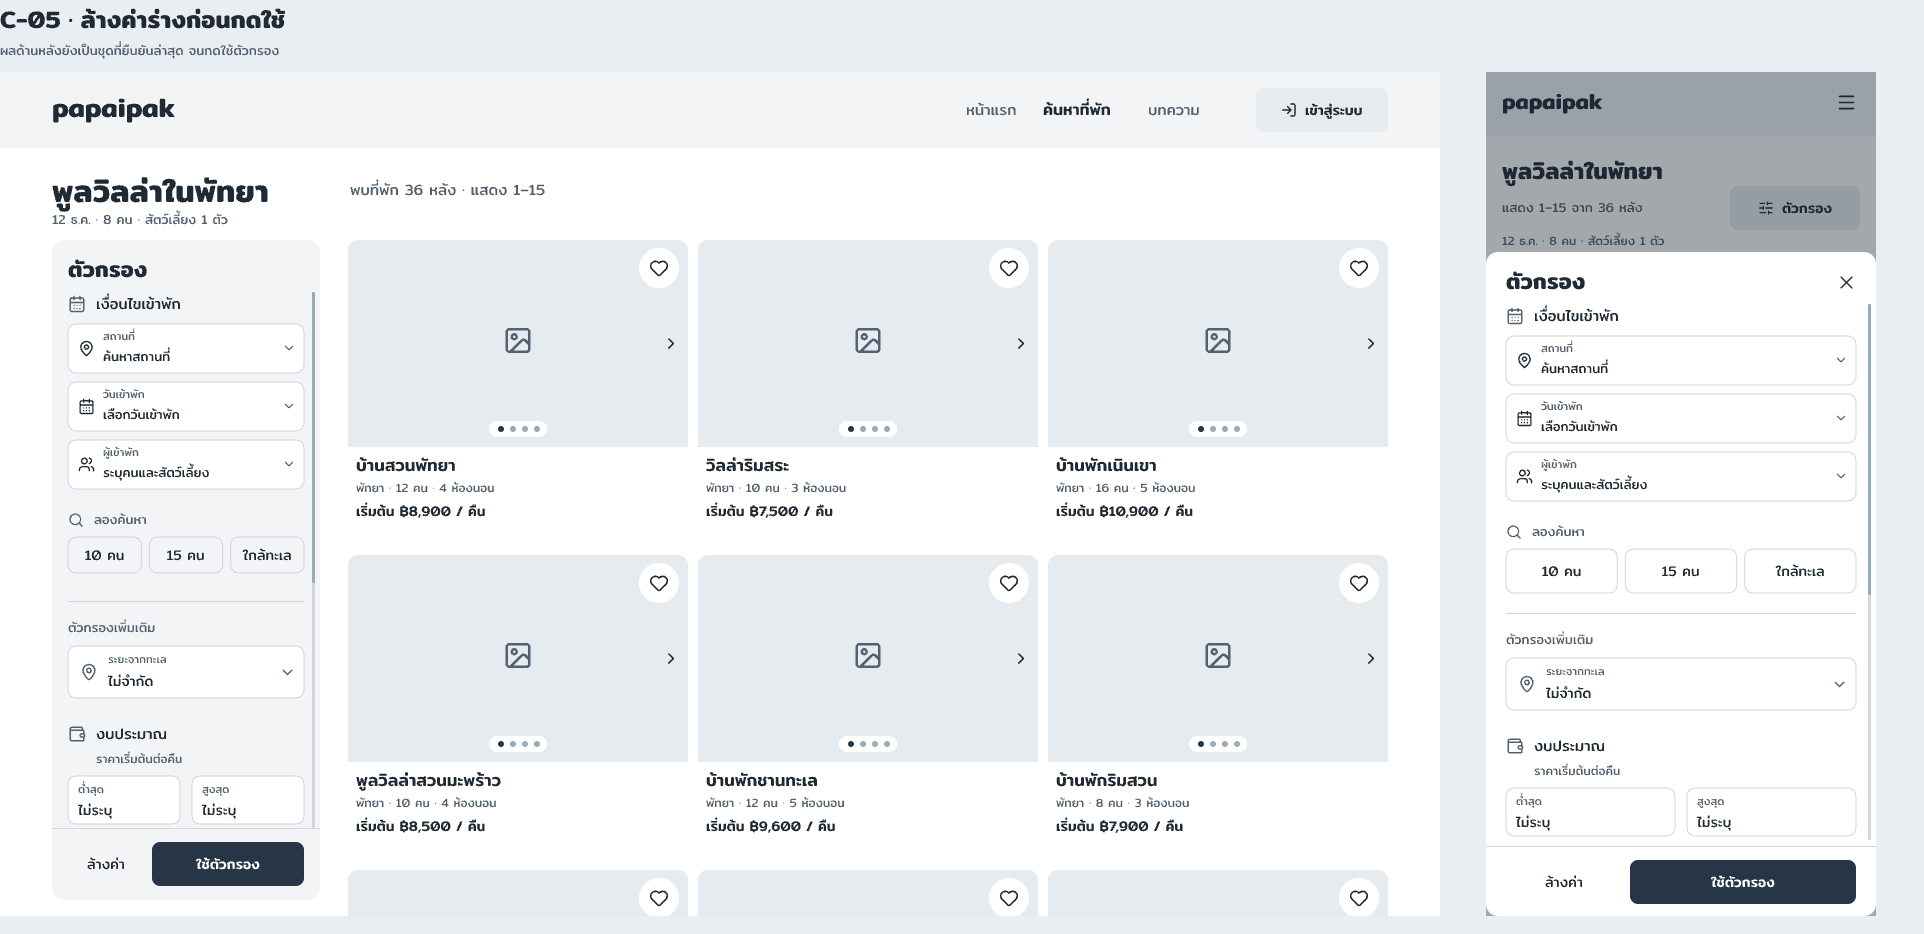 C-05 · ล้างค่าร่างก่อนกดใช้
ผลด้านหลังยังเป็นชุดที่ยืนยันล่าสุด จนกดใช้ตัวกรอง
papaipak
หน้าแรก
ค้นหาที่พัก
บทความ
เข้าสู่ระบบ
พูลวิลล่าในพัทยา
12 ธ.ค. · 8 คน · สัตว์เลี้ยง 1 ตัว
พบที่พัก 36 หลัง · แสดง 1–15
ตัวกรอง
เงื่อนไขเข้าพัก
สถานที่
ค้นหาสถานที่
วันเข้าพัก
เลือกวันเข้าพัก
ผู้เข้าพัก
ระบุคนและสัตว์เลี้ยง
ลองค้นหา
10 คน
15 คน
ใกล้ทะเล
ตัวกรองเพิ่มเติม
ระยะจากทะเล
ไม่จำกัด
งบประมาณ
ราคาเริ่มต้นต่อคืน
ต่ำสุด
ไม่ระบุ
สูงสุด
ไม่ระบุ
ล้างค่า
ใช้ตัวกรอง
บ้านสวนพัทยา
พัทยา · 12 คน · 4 ห้องนอน
เริ่มต้น ฿8,900 / คืน
วิลล่าริมสระ
พัทยา · 10 คน · 3 ห้องนอน
เริ่มต้น ฿7,500 / คืน
บ้านพักเนินเขา
พัทยา · 16 คน · 5 ห้องนอน
เริ่มต้น ฿10,900 / คืน
พูลวิลล่าสวนมะพร้าว
พัทยา · 10 คน · 4 ห้องนอน
เริ่มต้น ฿8,500 / คืน
บ้านพักชานทะเล
พัทยา · 12 คน · 5 ห้องนอน
เริ่มต้น ฿9,600 / คืน
บ้านพักริมสวน
พัทยา · 8 คน · 3 ห้องนอน
เริ่มต้น ฿7,900 / คืน
papaipak
พูลวิลล่าในพัทยา
แสดง 1–15 จาก 36 หลัง
ตัวกรอง
12 ธ.ค. · 8 คน · สัตว์เลี้ยง 1 ตัว
ตัวกรอง
เงื่อนไขเข้าพัก
สถานที่
ค้นหาสถานที่
วันเข้าพัก
เลือกวันเข้าพัก
ผู้เข้าพัก
ระบุคนและสัตว์เลี้ยง
ลองค้นหา
10 คน
15 คน
ใกล้ทะเล
ตัวกรองเพิ่มเติม
ระยะจากทะเล
ไม่จำกัด
งบประมาณ
ราคาเริ่มต้นต่อคืน
ต่ำสุด
ไม่ระบุ
สูงสุด
ไม่ระบุ
ล้างค่า
ใช้ตัวกรอง